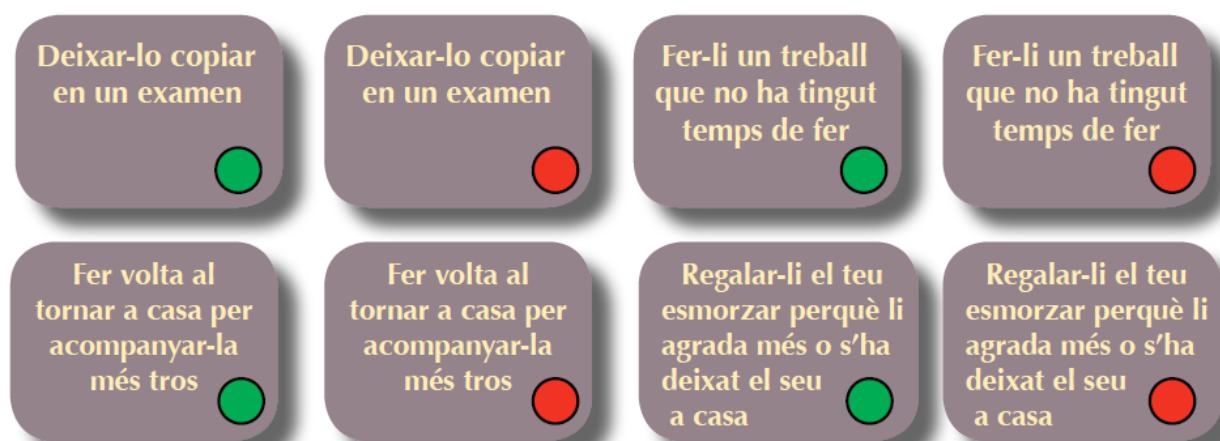 Deixar-lo copiar
en un examen
Deixar-lo copiar
en un examen
Fer-li un treball
que no ha tingut
temps de fer
Fer-li un treball
que no ha tingut
temps de fer
Fer volta al
tornar a casa per
acompanyar-la
més tros
Fer volta al
tornar a casa per
acompanyar-la
més tros
Regalar-li el teu
esmorzar perquè li
agrada més o s'ha
deixat el seu
a casa
Regalar-li el teu
esmorzar perquè li
agrada més o s'ha
deixat el seu
a casa